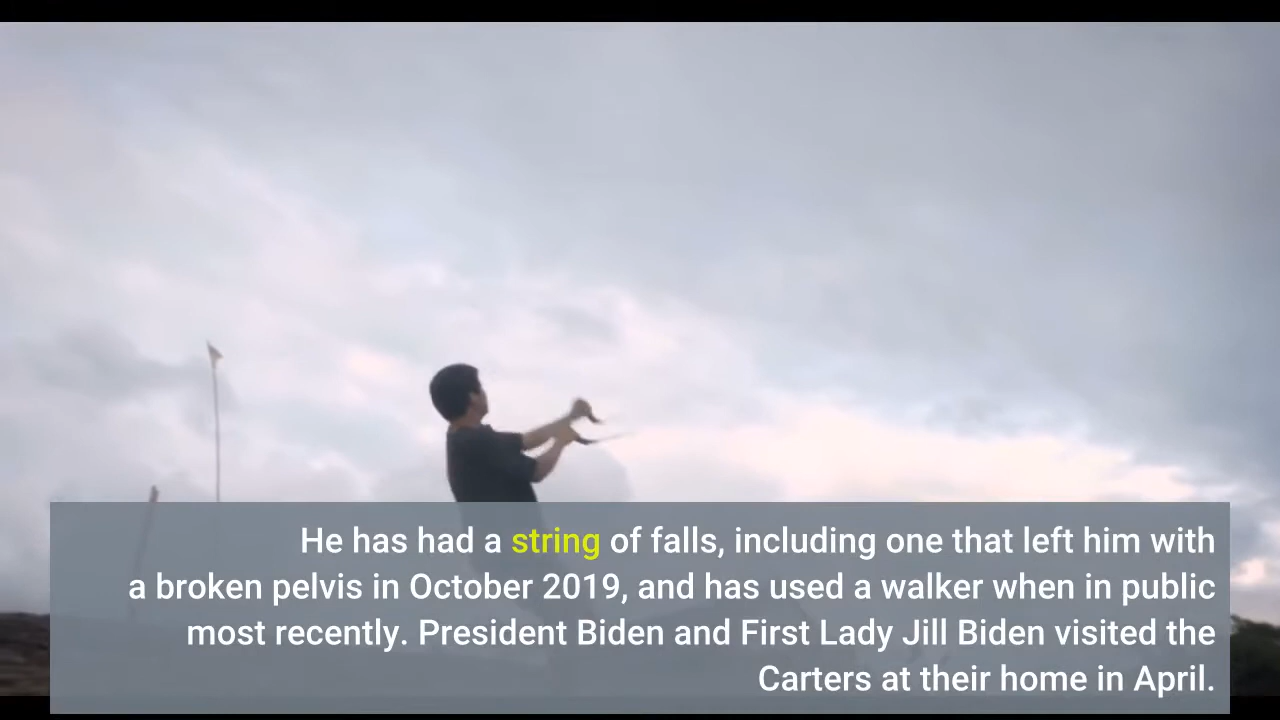 He has had a string of falls, including one that left him with
a broken pelvis in October 2019, and has used a walker when in public
most recently. President Biden and First Lady Jill Biden visited the
Carters at their home in April.